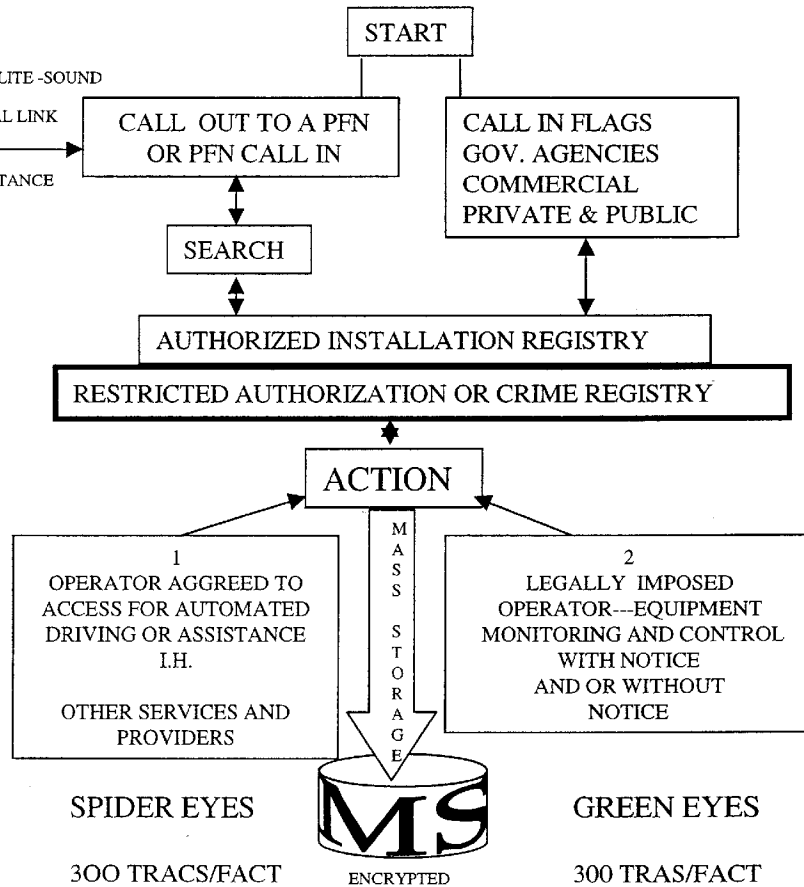 START
LITE -SOUND
AL LINK
TANCE
CALL OUT TO A PFN
OR PFN CALL IN
CALL IN FLAGS
GOV. AGENCIES
COMMERCIAL
PRIVATE & PUBLIC
SEARCH
AUTHORIZED INSTALLATION REGISTRY
RESTRICTED AUTHORIZATION OR CRIME REGISTRY
ACTION
MASS STORAGE
1
OPERATOR AGGREED TO
ACCESS FOR AUTOMATED
DRIVING OR ASSISTANCE
I.H.
OTHER SERVICES AND
PROVIDERS
2
LEGALLY IMPOSED
OPERATOR---EQUIPMENT
MONITORING AND CONTROL
WITH NOTICE
AND OR WITHOUT
NOTICE
MS
SPIDER EYES
GREEN EYES
3OO TRACS/FACT
ENCRYPTED
300 TRAS/FACT